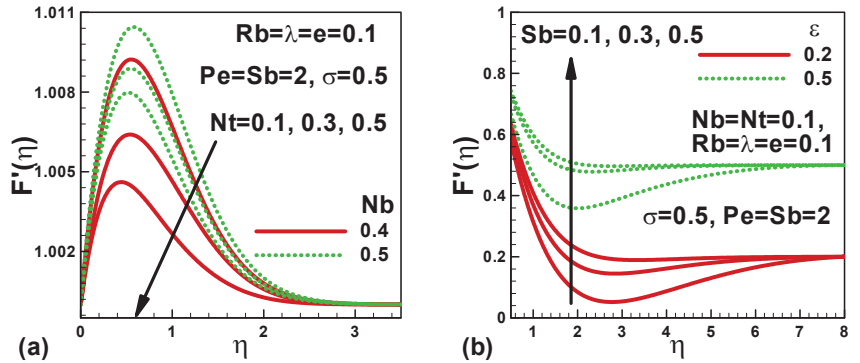 1.011
1.008
1.005
1.002
F'(η)
Rb=λ=e=0.1
Pe=Sb=2, σ=0.5
Nt=0.1, 0.3, 0.5
Nb
0.4
0.5
0 1 2 3
η
(a)
1
0.8
0.6
0.4
0.2
0
F'(η)
Sb=0.1, 0.3, 0.5
ε
0.2
0.5
Nb=Nt=0.1,
Rb=λ=e=0.1
σ=0.5, Pe=Sb=2
1 2 3 4 5 6 7 8
η
(b)